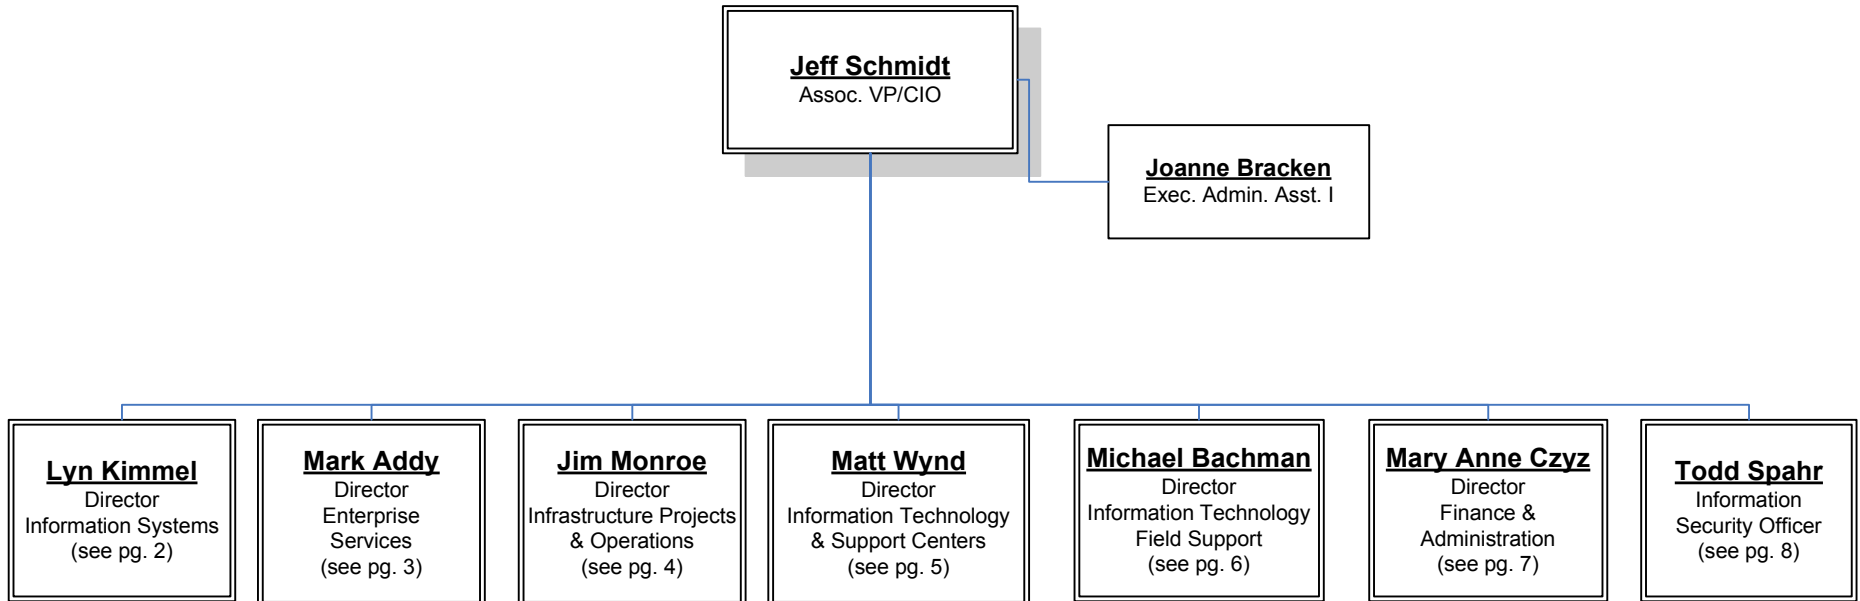 Jeff Schmidt
Assoc. VP/CIO
Joanne Bracken
Exec. Admin. Asst. I
Lyn Kimmel
Director
Information Systems
(see pg. 2)
Mark Addy
Director
Enterprise
Services
(see pg. 3)
Jim Monroe
Director
Infrastructure Projects
& Operations
(see pg. 4)
Matt Wynd
Director
Information Technology
& Support Centers
(see pg. 5)
Michael Bachman
Director
Information Technology
Field Support
(see pg. 6)
Mary Anne Czyz
Director
Finance &
Administration
(see pg. 7)
Todd Spahr
Information
Security Officer
(see pg. 8)